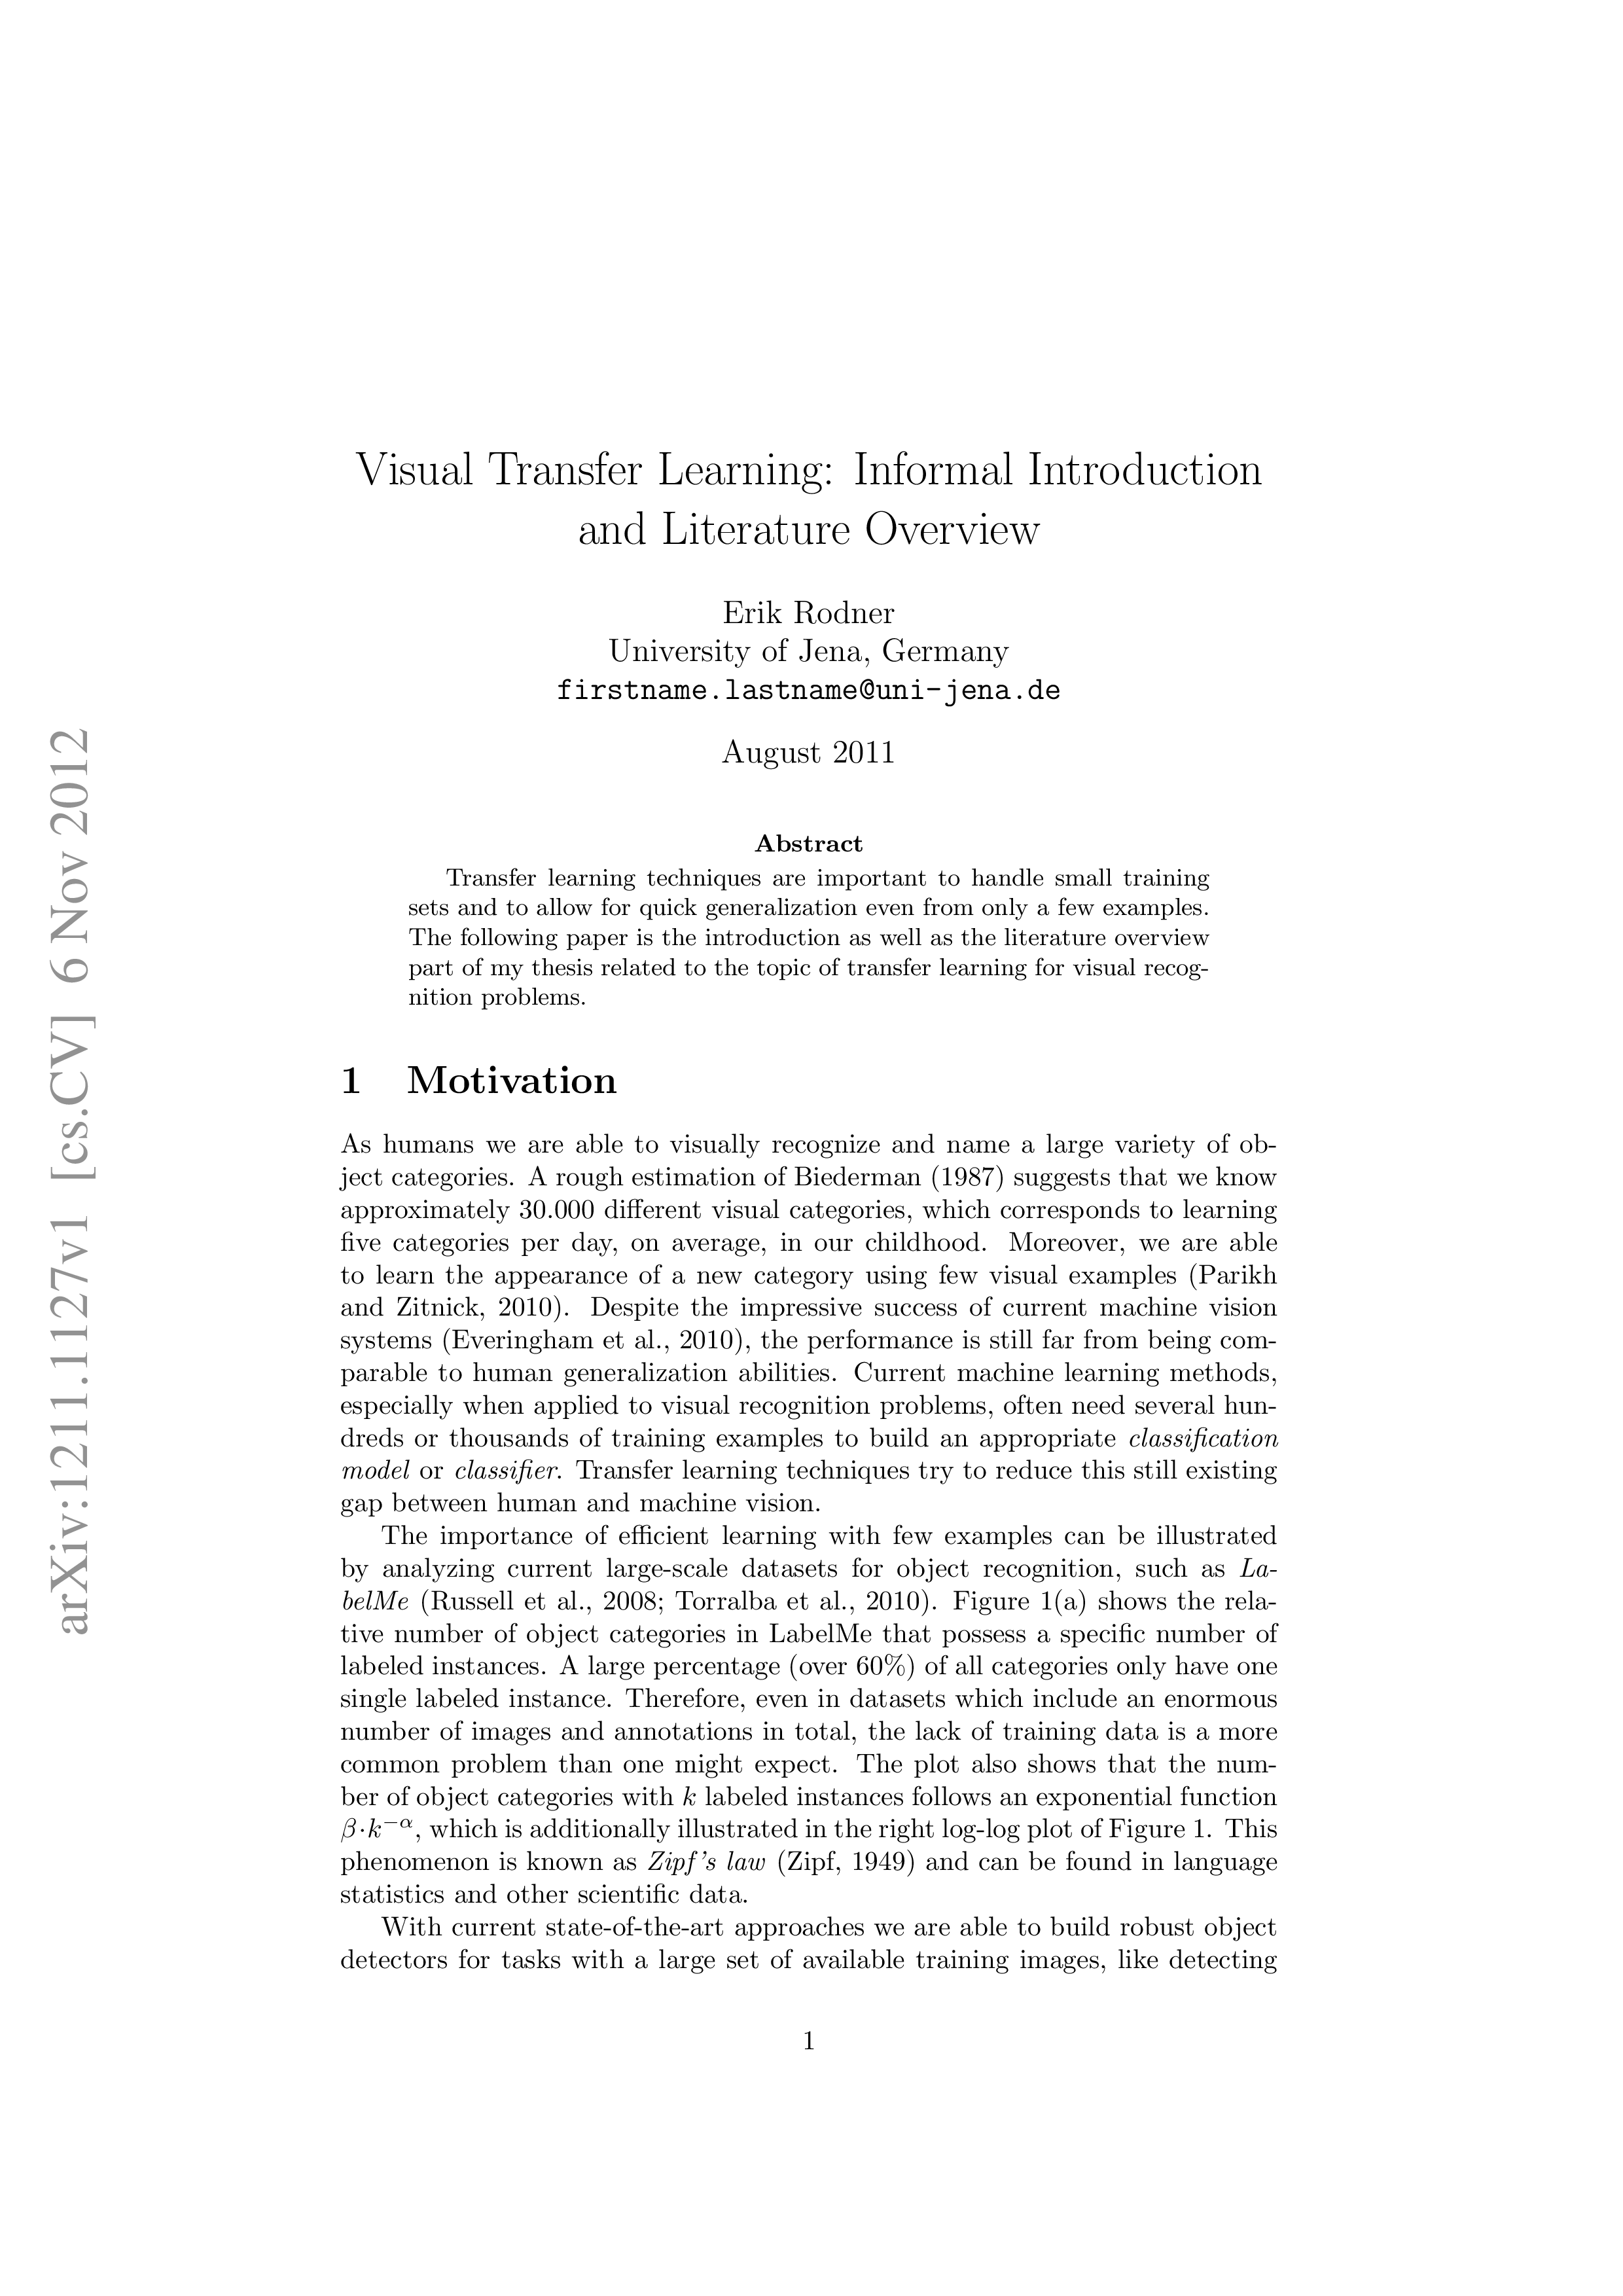 Visual Transfer Learning: Informal Introduction
and Literature Overview
Erik Rodner
University of Jena, Germany
firstname.lastname@uni-jena.de
August 2011
Abstract
Transfer learning techniques are important to handle small training
sets and to allow for quick generalization even from only a few examples.
The following paper is the introduction as well as the literature overview
part of my thesis related to the topic of transfer learning for visual recog-
nition problems.
1 Motivation
As humans we are able to visually recognize and name a large variety of ob-
ject categories. A rough estimation of Biederman (1987) suggests that we know
approximately 30.000 different visual categories, which corresponds to learning
five categories per day, on average, in our childhood. Moreover, we are able
to learn the appearance of a new category using few visual examples (Parikh
and Zitnick, 2010). Despite the impressive success of current machine vision
systems (Everingham et al., 2010), the performance is still far from being com-
parable to human generalization abilities. Current machine learning methods,
especially when applied to visual recognition problems, often need several hun-
dreds or thousands of training examples to build an appropriate classification
model or classifier. Transfer learning techniques try to reduce this still existing
gap between human and machine vision.
The importance of efficient learning with few examples can be illustrated
by analyzing current large-scale datasets for object recognition, such as La-
belMe (Russell et al., 2008; Torralba et al., 2010). Figure 1(a) shows the rela-
tive number of object categories in LabelMe that possess a specific number of
labeled instances. A large percentage (over 60%) of all categories only have one
single labeled instance. Therefore, even in datasets which include an enormous
number of images and annotations in total, the lack of training data is a more
common problem than one might expect. The plot also shows that the num-
ber of object categories with k labeled instances follows an exponential function
β·k^{−α}, which is additionally illustrated in the right log-log plot of Figure 1. This
phenomenon is known as Zipf's law (Zipf, 1949) and can be found in language
statistics and other scientific data.
With current state-of-the-art approaches we are able to build robust object
detectors for tasks with a large set of available training images, like detecting
1
arXiv:1211.1127v1 [cs.CV] 6 Nov 2012